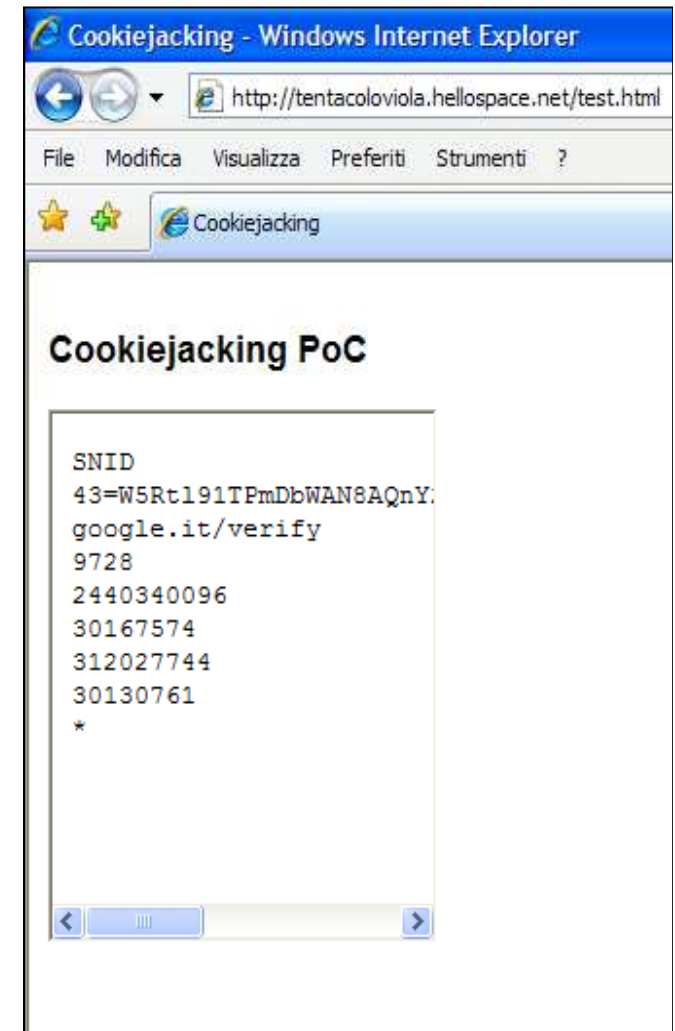 Cookiejacking - Windows Internet Explorer
http://tentacoloviola.hellospace.net/test.html
File Modifica Visualizza Preferiti Strumenti ?
Cookiejacking
Cookiejacking PoC
SNID
43=W5Rtl91TPmDbWAN8AQnY
google.it/verify
9728
2440340096
30167574
312027744
30130761
*